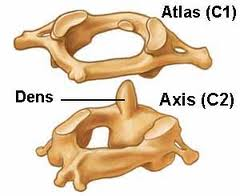 Atlas (C1)
Dens
Axis (C2)